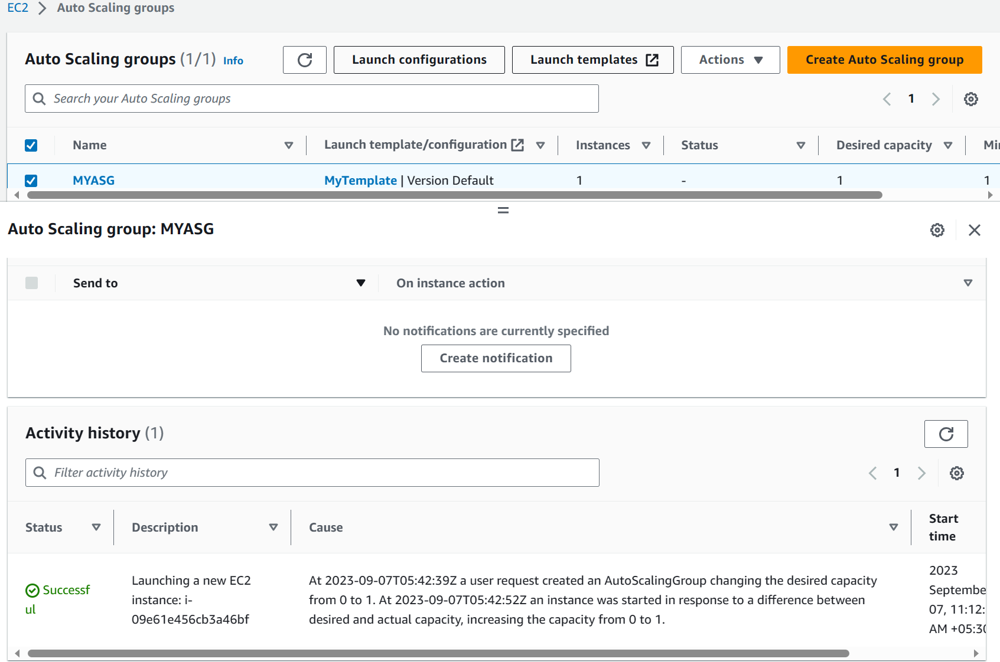 EC2 > Auto Scaling groups
Auto Scaling groups (1/1) Info
Launch configurations
Launch templates
Actions
Create Auto Scaling group
Search your Auto Scaling groups
1
Name
Launch template/configuration
Instances
Status
Desired capacity
MYASG
MyTemplate | Version Default
1
-
1
1
Auto Scaling group: MYASG
Send to
On instance action
No notifications are currently specified
Create notification
Activity history (1)
Filter activity history
1
Status
Description
Cause
Start
time
Successf
ul
Launching a new EC2
instance: i-
09e61e456cb3a46bf
At 2023-09-07T05:42:39Z a user request created an AutoScalingGroup changing the desired capacity
from 0 to 1. At 2023-09-07T05:42:52Z an instance was started in response to a difference between
desired and actual capacity, increasing the capacity from 0 to 1.
2023
Septembe
07, 11:12:
AM +05:30